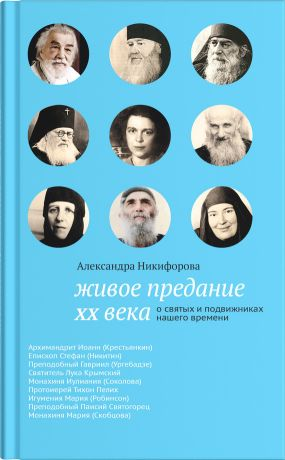 Александра Никифорова
живое предание
xx века
о святых и подвижниках
нашего времени
Архимандрит Иоанн (Крестьянкин)
Епископ Стефан (Никитин)
Преподобный Гавриил (Ургебадзе)
Святитель Лука Крымский
Монахиня Иулиания (Соколова)
Протоиерей Тихон Пелих
Игумения Мария (Робинсон)
Преподобный Паисий Святогорец
Монахиня Мария (Скобцова)